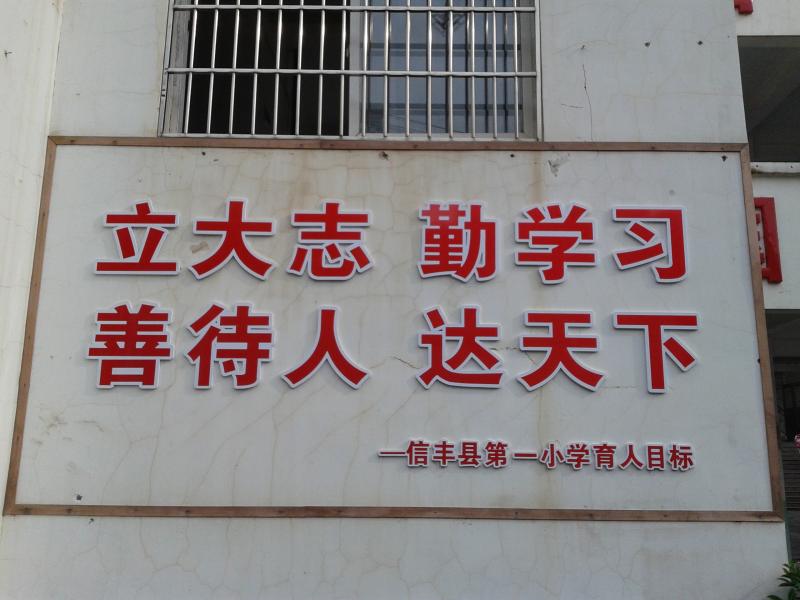 立大志 勤学习
善待人 达天下
—信丰县第一小学育人目标